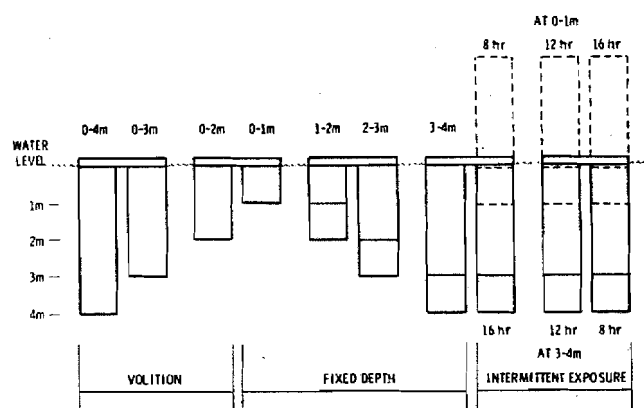 AT 0-1m
8 hr 12 hr 16 hr
0-4m 0-3m 0-2m 0-1m 1-2m 2-3m 3-4m
WATER
LEVEL
1m
2m
3m
4m
16 hr 12 hr 8 hr
AT 3-4m
VOLITION FIXED DEPTH INTERMITTENT EXPOSURE